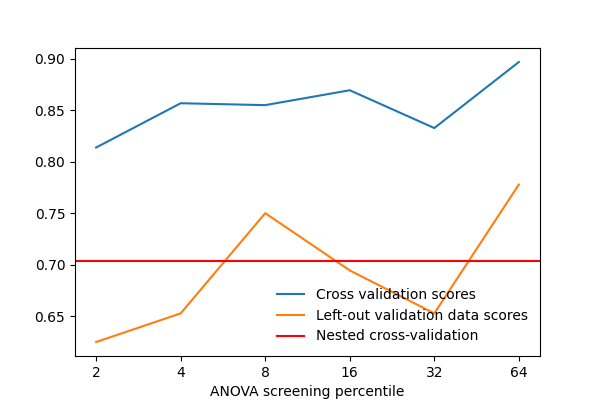 0.90
0.85
0.80
0.75
0.70
0.65
Cross validation scores
Left-out validation data scores
Nested cross-validation
2 4 8 16 32 64
ANOVA screening percentile